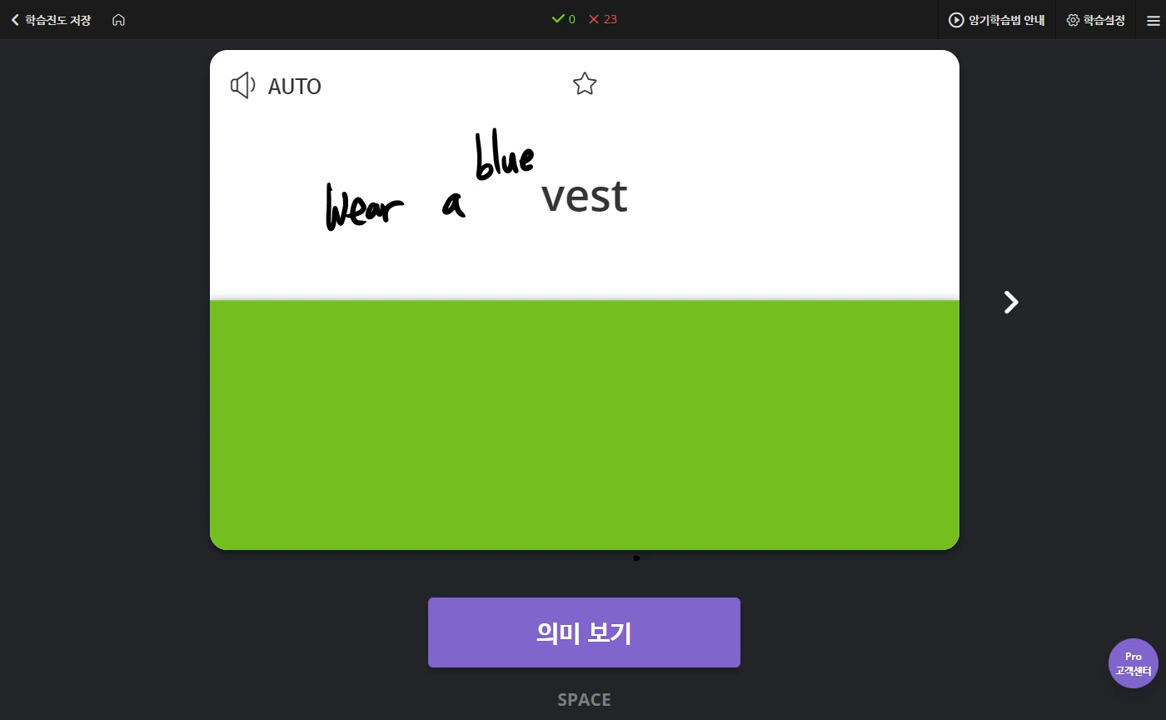 학습진도 저장 0 23 암기학습법 안내 학습설정
AUTO
wear a blue vest
의미 보기
SPACE
Pro
고객센터